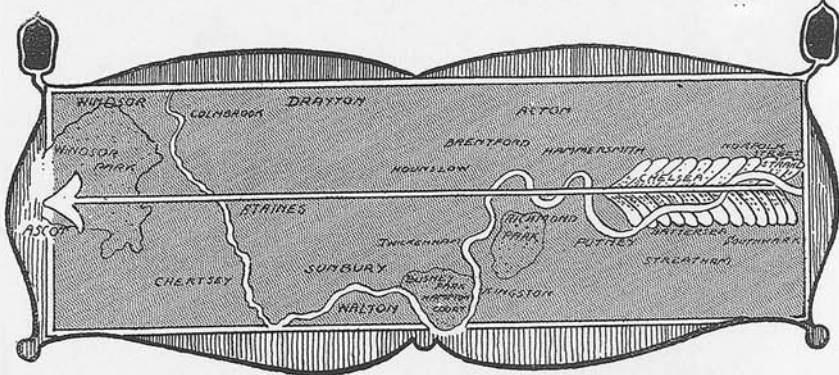 WINDSOR
COLNBROOK
DRAYTON
ACTON
BRENTFORD
HAMMERSMITH
NORFOLK
STREET
STRAND
WINDSOR
PARK
HOUNSLOW
CHELSEA
STAINES
RICHMOND
PARK
ASCOT
TWICKENHAM
PUTNEY
BATTERSEA
SOUTHWARK
STREATHAM
CHERTSEY
SUNBURY
BUSHEY
PARK
HAMPTON
COURT
KINGSTON
WALTON